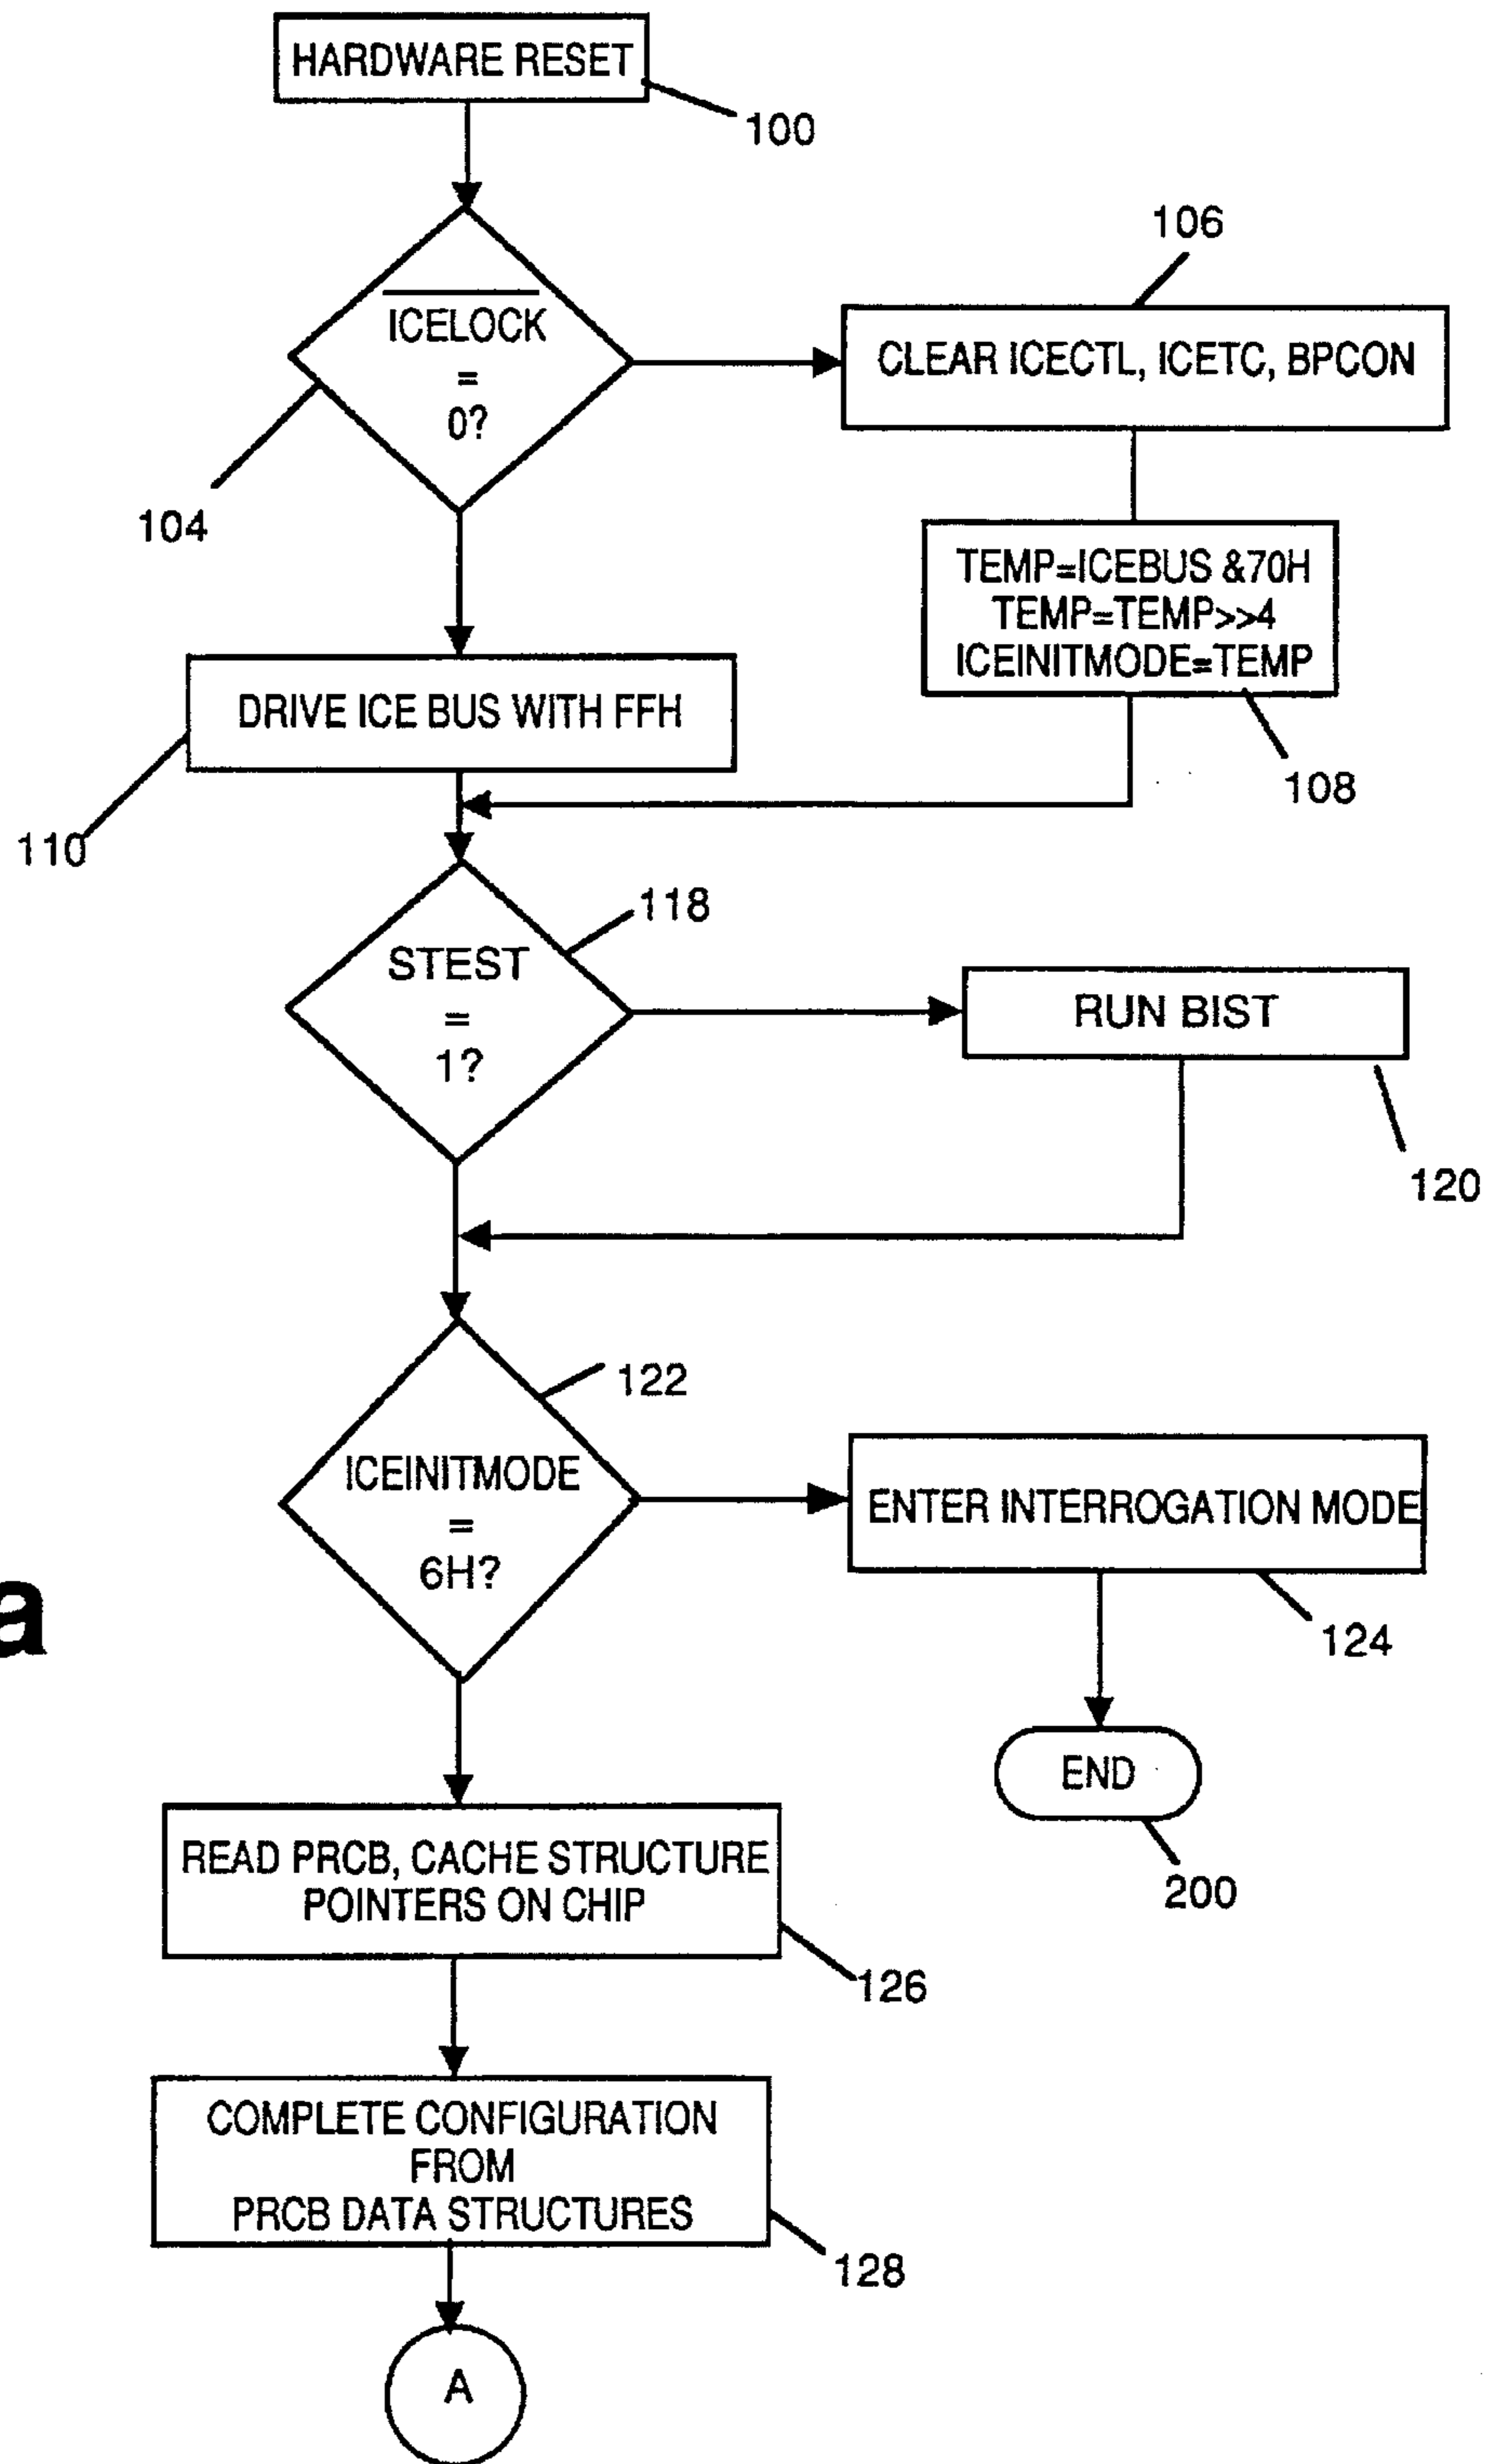 HARDWARE RESET
100
ICELOCK
=
0?
104
106
CLEAR ICECTL, ICETC, BPCON
TEMP=ICEBUS &70H
TEMP=TEMP>>4
ICEINITMODE=TEMP
108
DRIVE ICE BUS WITH FFH
110
STEST
=
1?
118
RUN BIST
120
ICEINITMODE
=
6H?
122
ENTER INTERROGATION MODE
124
END
200
a
READ PRCB, CACHE STRUCTURE
POINTERS ON CHIP
126
COMPLETE CONFIGURATION
FROM
PRCB DATA STRUCTURES
128
A